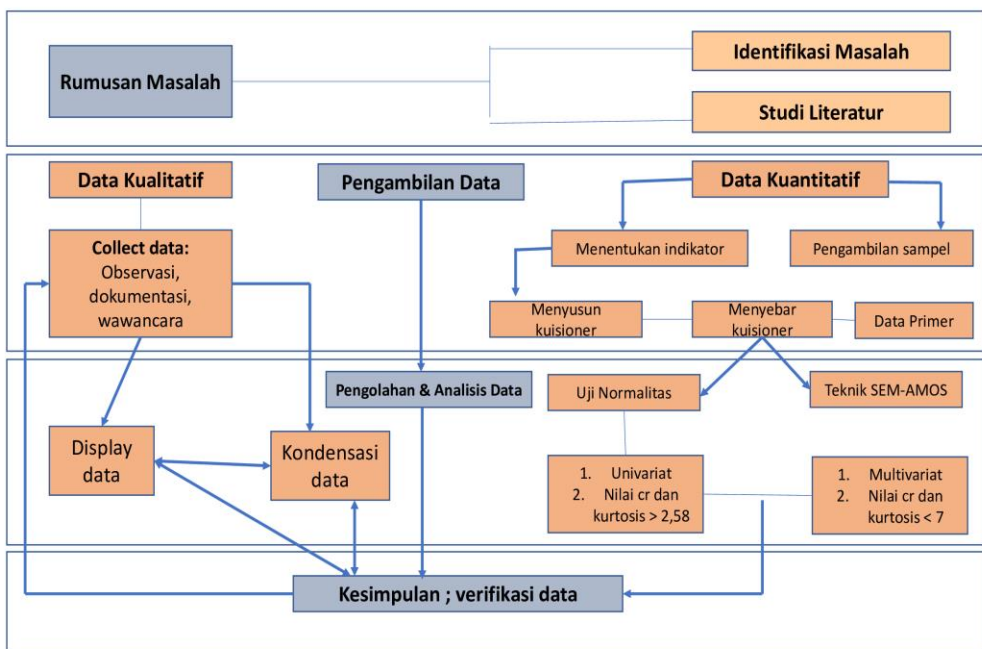 Rumusan Masalah
Identifikasi Masalah
Studi Literatur
Data Kualitatif
Pengambilan Data
Data Kuantitatif
Collect data:
Observasi,
dokumentasi,
wawancara
Menentukan indikator
Pengambilan sampel
Menyusun
kuisioner
Menyebar
kuisioner
Data Primer
Pengolahan & Analisis Data
Uji Normalitas
Teknik SEM-AMOS
Display
data
Kondensasi
data
1. Univariat
2. Nilai cr dan
kurtosis > 2,58
1. Multivariat
2. Nilai cr dan
kurtosis < 7
Kesimpulan ; verifikasi data